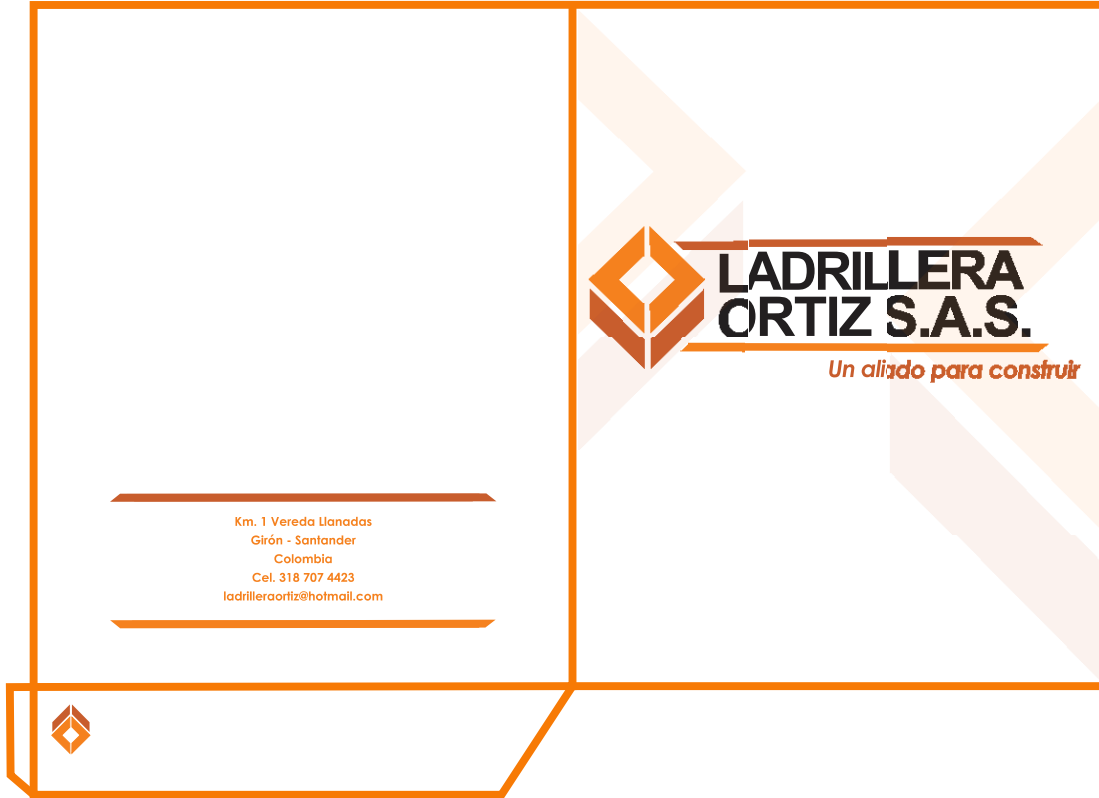 LADRILLERA
ORTIZ S.A.S.
Un aliado para construir
Km. 1 Vereda Llanadas
Girón - Santander
Colombia
Cel. 318 707 4423
ladrilleraortiz@hotmail.com